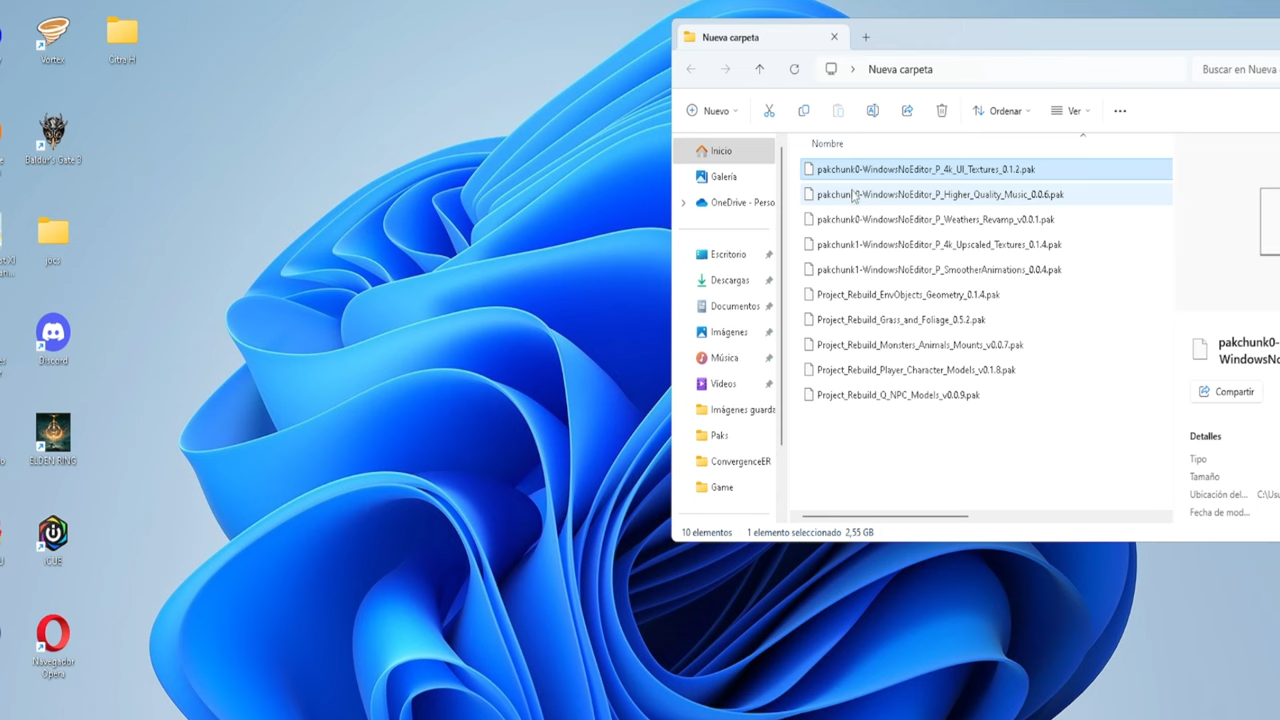 Vortex
Citra H
Baldur's Gate 3
jocs
Discord
ELDEN RING
iCUE
Navegador
Opera
Nueva carpeta
Nueva carpeta
Buscar en Nueva
Nuevo
Ordenar
Ver
Inicio
Galería
OneDrive - Perso
Escritorio
Descargas
Documentos
Imágenes
Música
Vídeos
Imágenes guarda
Paks
ConvergenceER
Game
Nombre
pakchunk0-WindowsNoEditor_P_4k_UI_Textures_0.1.2.pak
pakchunk0-WindowsNoEditor_P_Higher_Quality_Music_0.0.6.pak
pakchunk0-WindowsNoEditor_P_Weathers_Revamp_v0.0.1.pak
pakchunk1-WindowsNoEditor_P_4k_Upscaled_Textures_0.1.4.pak
pakchunk1-WindowsNoEditor_P_SmootherAnimations_0.0.4.pak
Project_Rebuild_EnvObjects_Geometry_0.1.4.pak
Project_Rebuild_Grass_and_Foliage_0.5.2.pak
Project_Rebuild_Monsters_Animals_Mounts_v0.0.7.pak
Project_Rebuild_Player_Character_Models_v0.1.8.pak
Project_Rebuild_Q_NPC_Models_v0.0.9.pak
pakchunk0-
WindowsNo
Compartir
Detalles
Tipo
Tamaño
Ubicación del... C:\Usu
Fecha de mod...
10 elementos 1 elemento seleccionado 2,55 GB